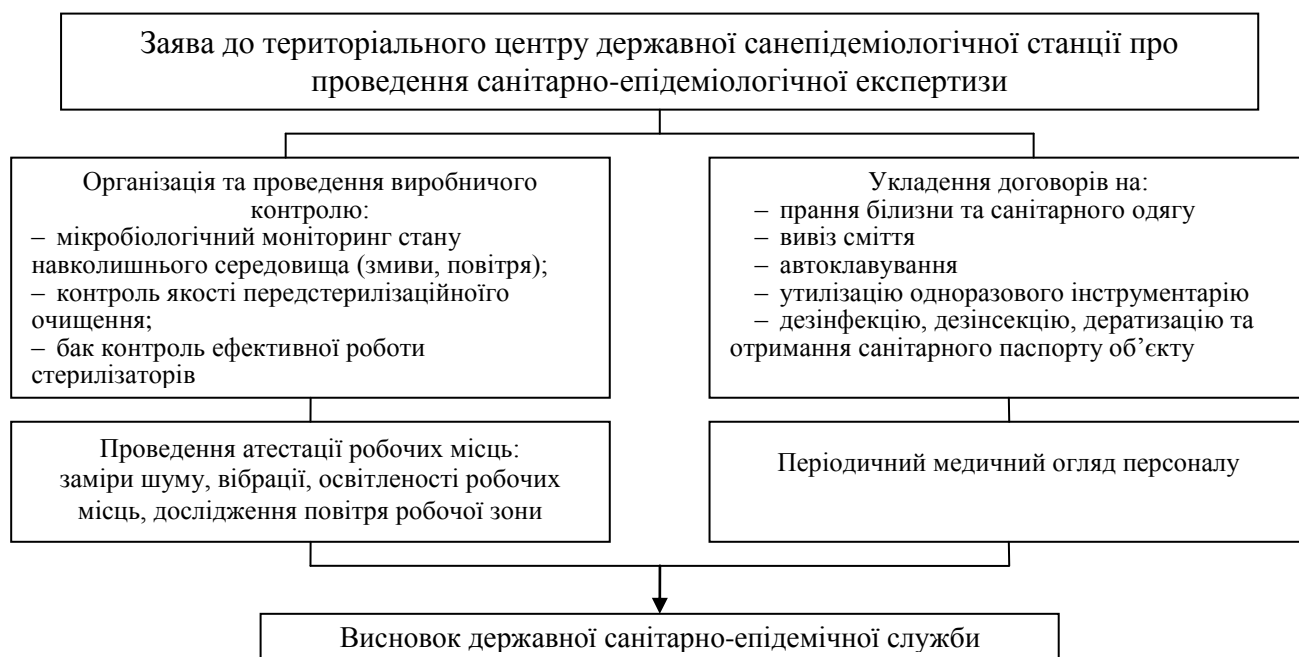 Заява до територіального центру державної санепідеміологічної станції про
проведення санітарно-епідеміологічної експертизи
Організація та проведення виробничого
контролю:
– мікробіологічний моніторинг стану
навколишнього середовища (змиви, повітря);
– контроль якості передстерилізаційноїго
очищення;
– бак контроль ефективної роботи
стерилізаторів
Укладення договорів на:
– прання білизни та санітарного одягу
– вивіз сміття
– автоклавування
– утилізацію одноразового інструментарію
– дезінфекцію, дезінсекцію, дератизацію та
отримання санітарного паспорту об’єкту
Проведення атестації робочих місць:
заміри шуму, вібрації, освітленості робочих
місць, дослідження повітря робочої зони
Періодичний медичний огляд персоналу
Висновок державної санітарно-епідемічної служби